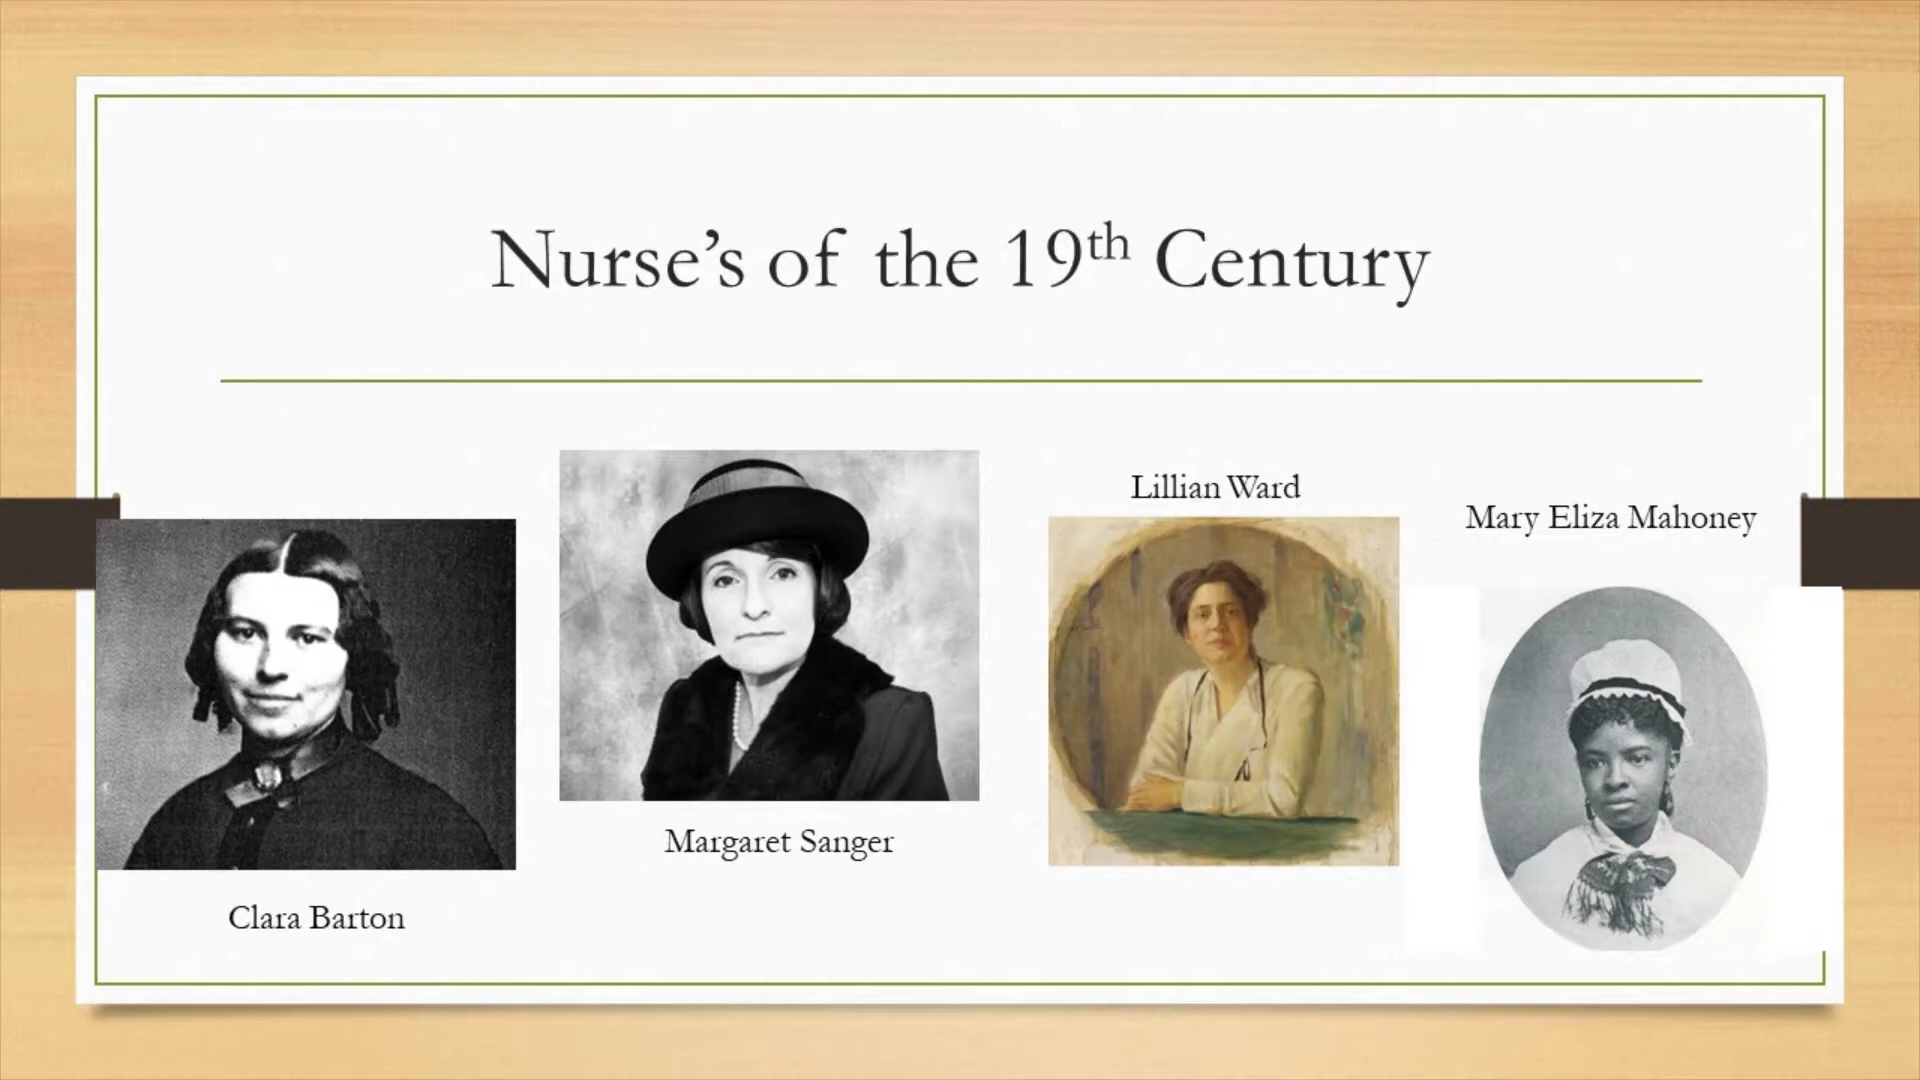 Nurse’s of the 19th Century
Lillian Ward
Mary Eliza Mahoney
Margaret Sanger
Clara Barton